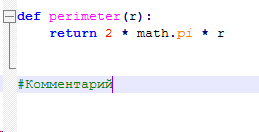 def perimeter(r):
    return 2 * math.pi * r
#Комментарий